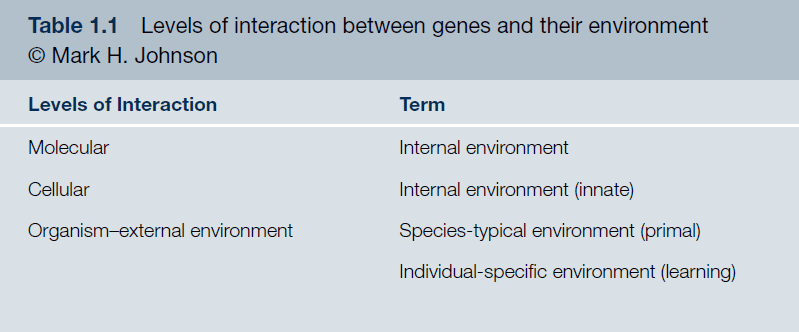 Table 1.1 Levels of interaction between genes and their environment
© Mark H. Johnson
Levels of Interaction Term
Molecular Internal environment
Cellular Internal environment (innate)
Organism–external environment Species-typical environment (primal)
Individual-specific environment (learning)